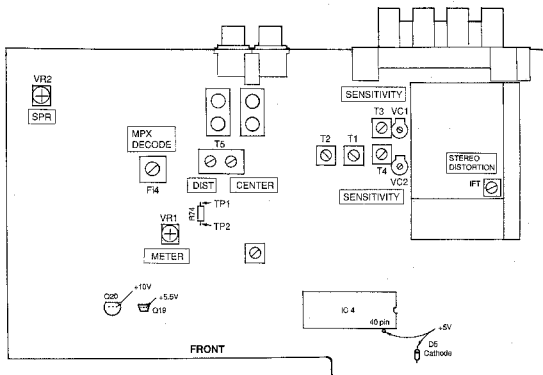 VR2
SPR
SENSITIVITY
T3 VC1
MPX
DECODE
T5
T2 T1
T4
STEREO
DISTORTION
IFT
Fi4
DIST CENTER
VC2
SENSITIVITY
R74
TP1
TP2
VR1
METER
+10V
Q20
+5.5V
Q19
IC 4
40 pin
+5V
D5
Cathode
FRONT